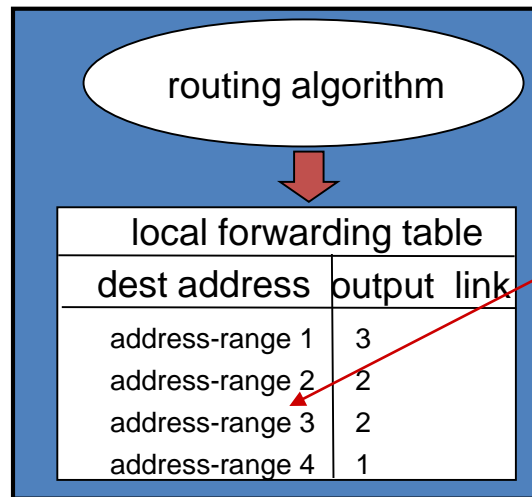 routing algorithm
local forwarding table
dest address output link
address-range 1 3
address-range 2 2
address-range 3 2
address-range 4 1